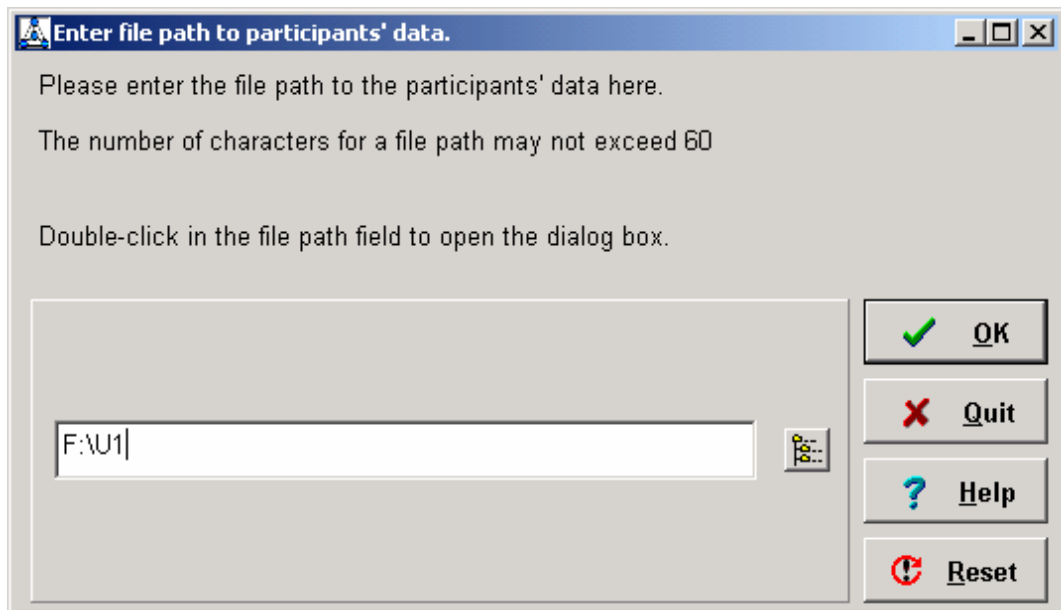 Enter file path to participants' data.
Please enter the file path to the participants' data here.
The number of characters for a file path may not exceed 60
Double-click in the file path field to open the dialog box.
OK
F:\U1
Quit
Help
Reset